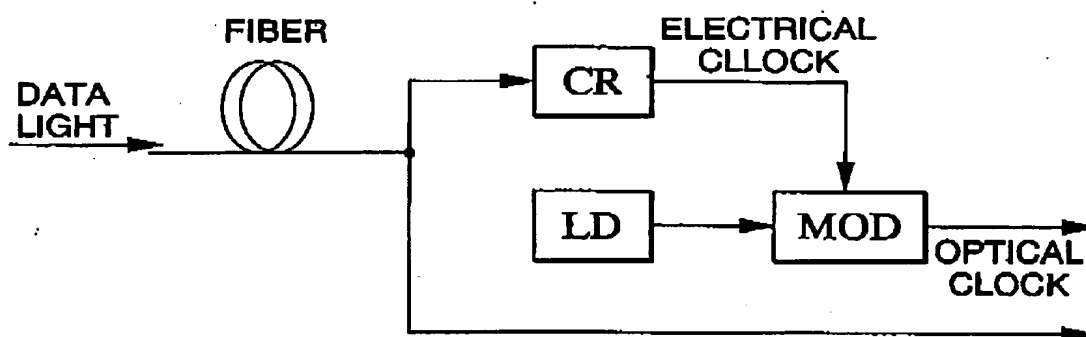 FIBER
DATA
LIGHT
CR
ELECTRICAL
CLLOCK
LD
MOD
OPTICAL
CLOCK